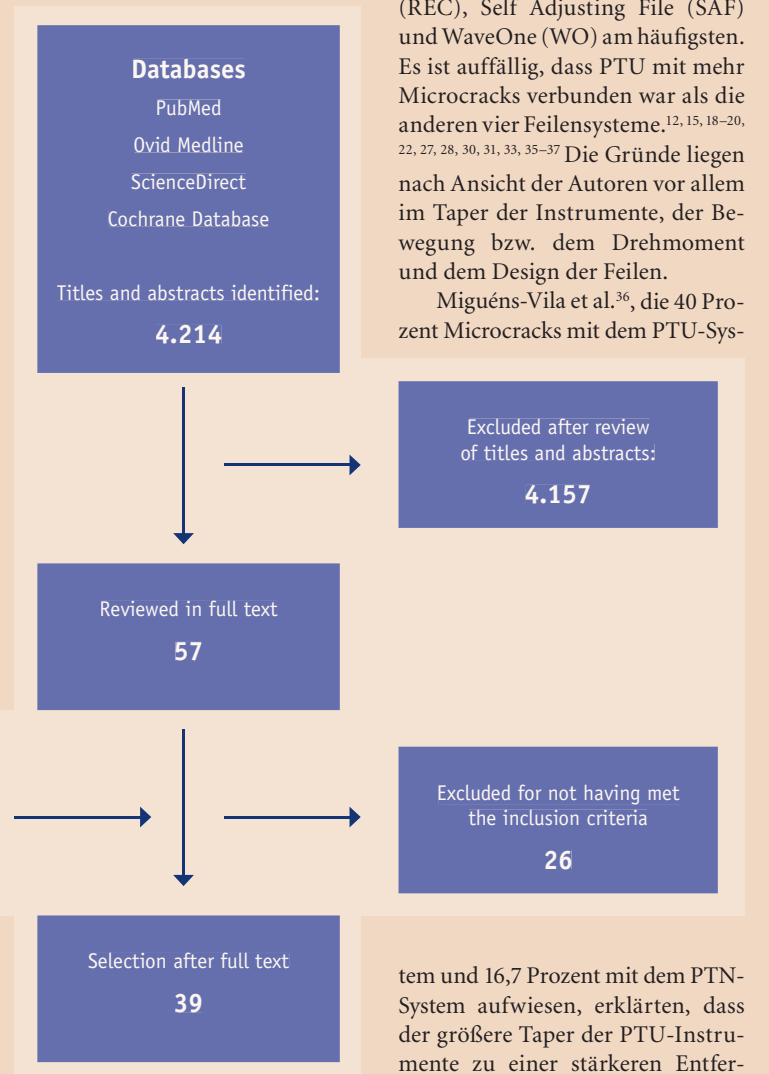 Databases
PubMed
Ovid Medline
ScienceDirect
Cochrane Database
Titles and abstracts identified:
4.214
Excluded after review
of titles and abstracts:
4.157
Reviewed in full text
57
Excluded for not having met
the inclusion criteria
26
Selection after full text
39
(REC), Self Adjusting File (SAF)
und WaveOne (WO) am häufigsten.
Es ist auffällig, dass PTU mit mehr
Microcracks verbunden war als die
anderen vier Feilensysteme.12, 15, 18–20,
22, 27, 28, 30, 31, 33, 35–37 Die Gründe liegen
nach Ansicht der Autoren vor allem
im Taper der Instrumente, der Be-
wegung bzw. dem Drehmoment
und dem Design der Feilen.
Miguéns-Vila et al.36, die 40 Pro-
zent Microcracks mit dem PTU-Sys-
tem und 16,7 Prozent mit dem PTN-
System aufwiesen, erklärten, dass
der größere Taper der PTU-Instru-
mente zu einer stärkeren Entfer-